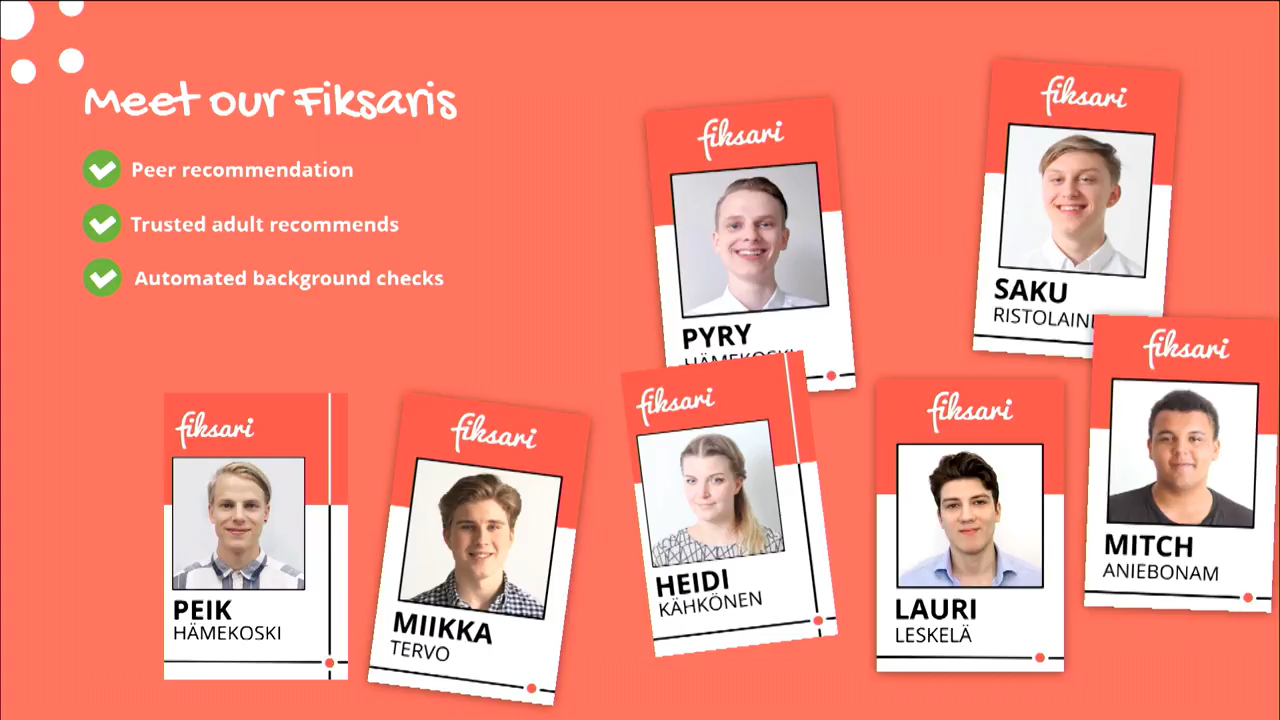 Meet our Fiksaris
Peer recommendation
Trusted adult recommends
Automated background checks
fiksari
PYRY
HÄMEKOSKI
fiksari
SAKU
fiksari
PEIK
HÄMEKOSKI
fiksari
MIIKKA
TERVO
fiksari
HEIDI
KÄHKÖNEN
fiksari
LAURI
LESKELÄ
fiksari
MITCH
ANIEBONAM